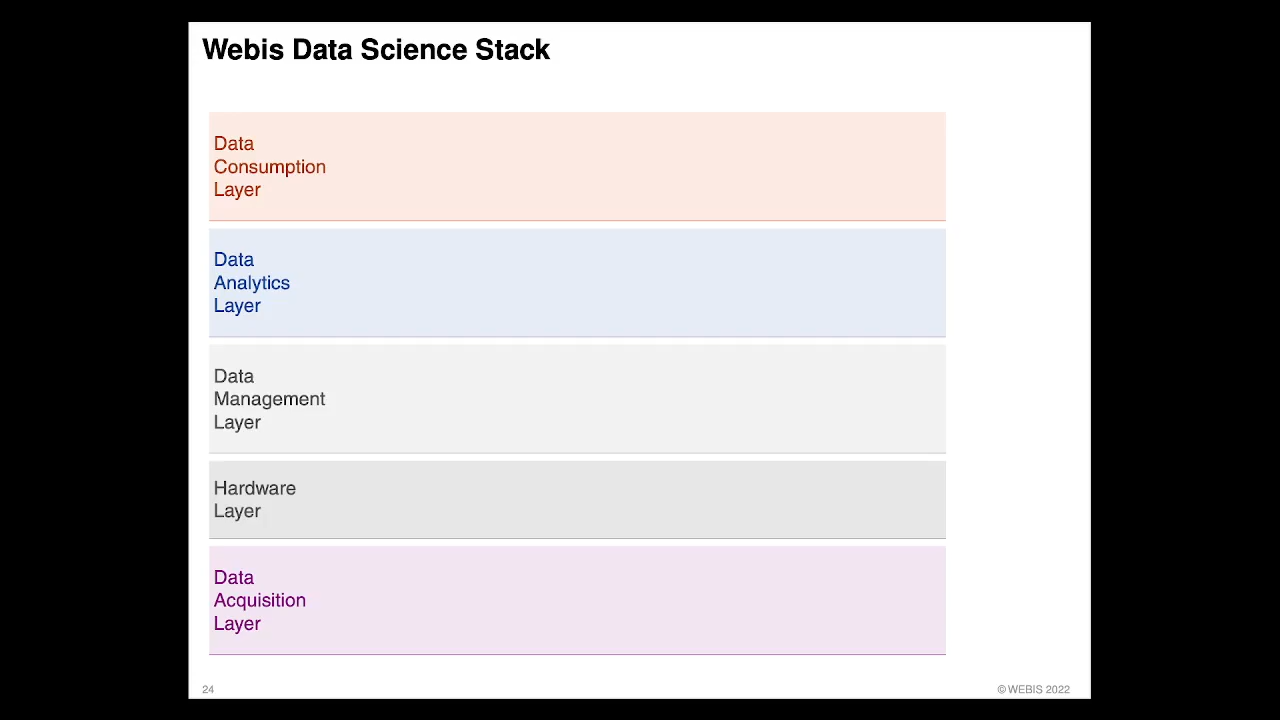 Webis Data Science Stack
Data
Consumption
Layer
Data
Analytics
Layer
Data
Management
Layer
Hardware
Layer
Data
Acquisition
Layer
24
© WEBIS 2022